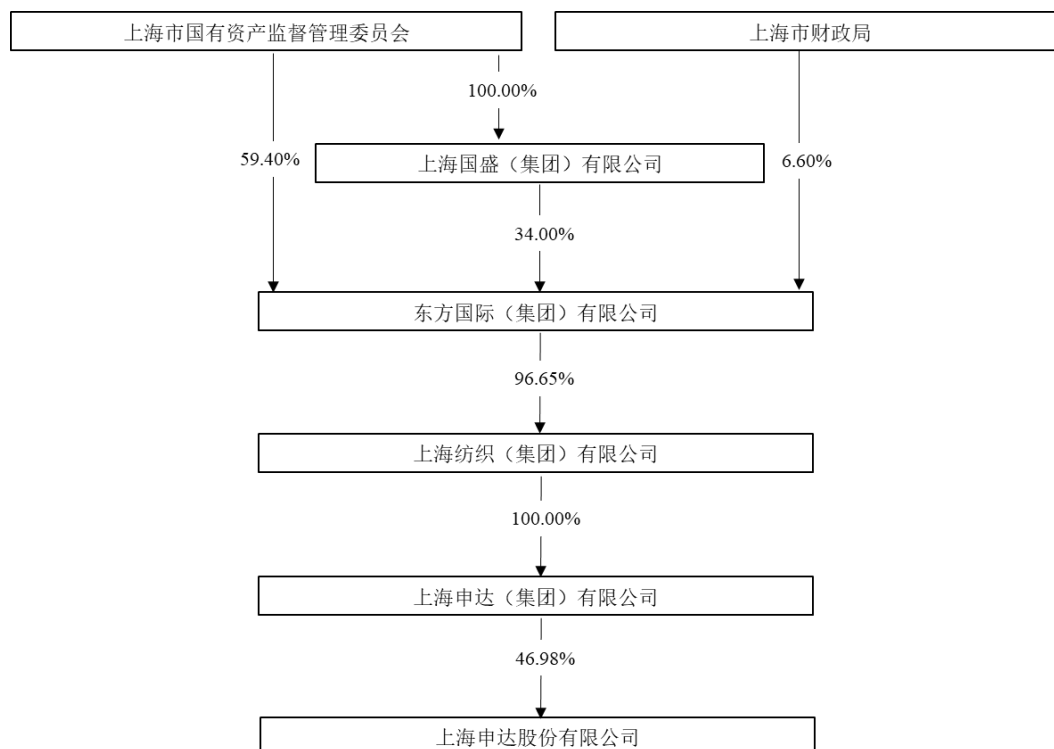 上海市国有资产监督管理委员会
上海市财政局
100.00%
59.40%
上海国盛（集团）有限公司
6.60%
34.00%
东方国际（集团）有限公司
96.65%
上海纺织（集团）有限公司
100.00%
上海申达（集团）有限公司
46.98%
上海申达股份有限公司